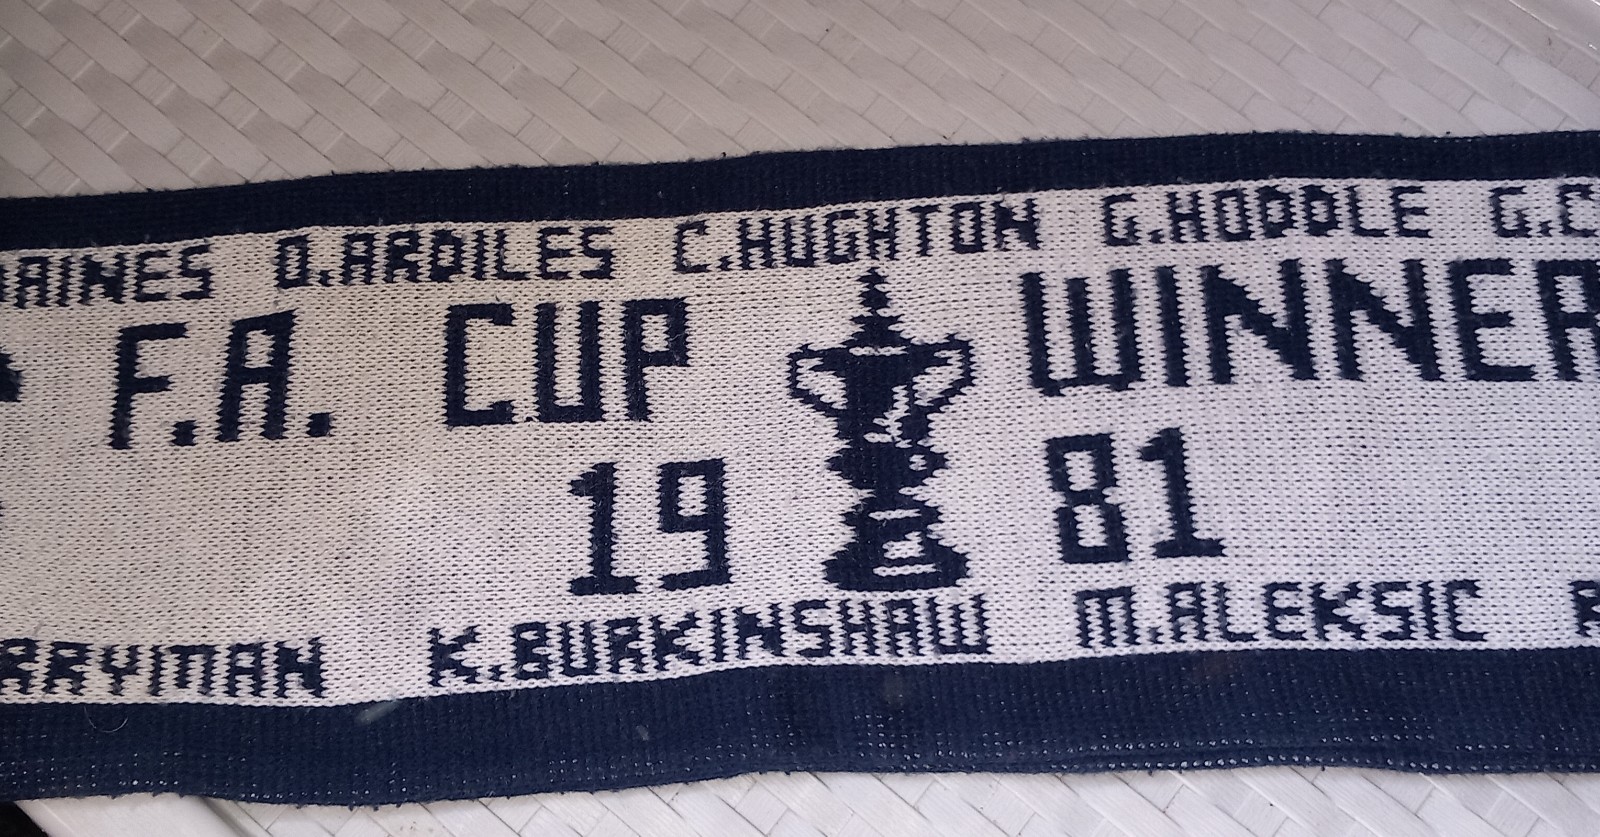 AINES O.ARDILES C.HUGHTON G.HODDLE G.C
F.A. CUP WINNER
19 81
RRYMAN K.BURKINSHAW M.ALEKSIC